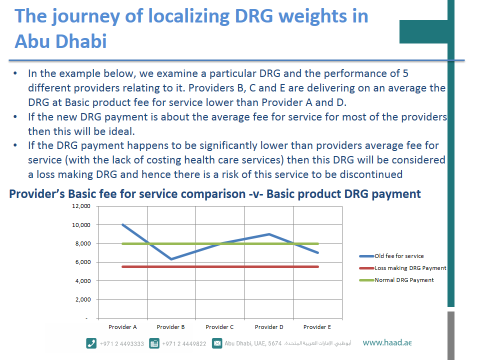 The journey of localizing DRG weights in
Abu Dhabi
• In the example below, we examine a particular DRG and the performance of 5
different providers relating to it. Providers B, C and E are delivering on an average the
DRG at Basic product fee for service lower than Provider A and D.
• If the new DRG payment is about the average fee for service for most of the providers
then this will be ideal.
• If the DRG payment happens to be significantly lower than providers average fee for
service (with the lack of costing health care services) then this DRG will be considered
a loss making DRG and hence there is a risk of this service to be discontinued
Provider's Basic fee for service comparison -v- Basic product DRG payment
12,000
10,000
8,000
6,000
4,000
2,000
-
Provider A Provider B Provider C Provider D Provider E
Old fee for service
Loss making DRG Payment
Normal DRG Payment
+971 2 4493333 +971 2 4449822 Abu Dhabi, UAE, 5674 أبوظبي، الامارات العربية المتحدة، www.haad.ae